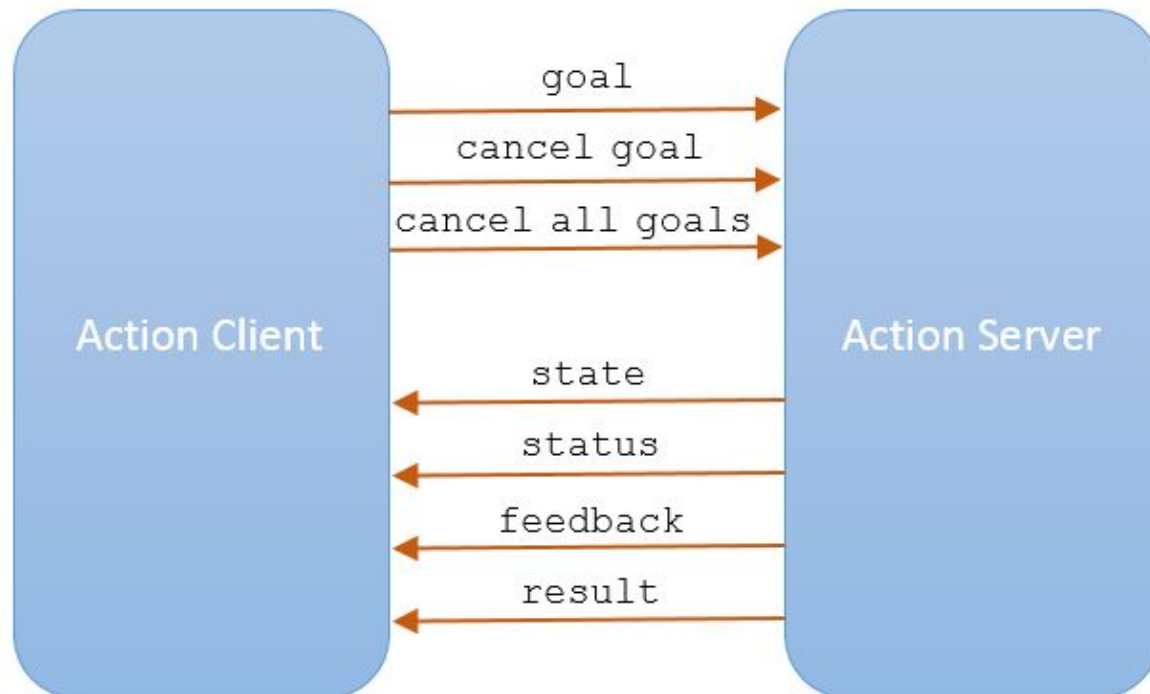 goal
cancel goal
cancel all goals
Action Client
Action Server
state
status
feedback
result